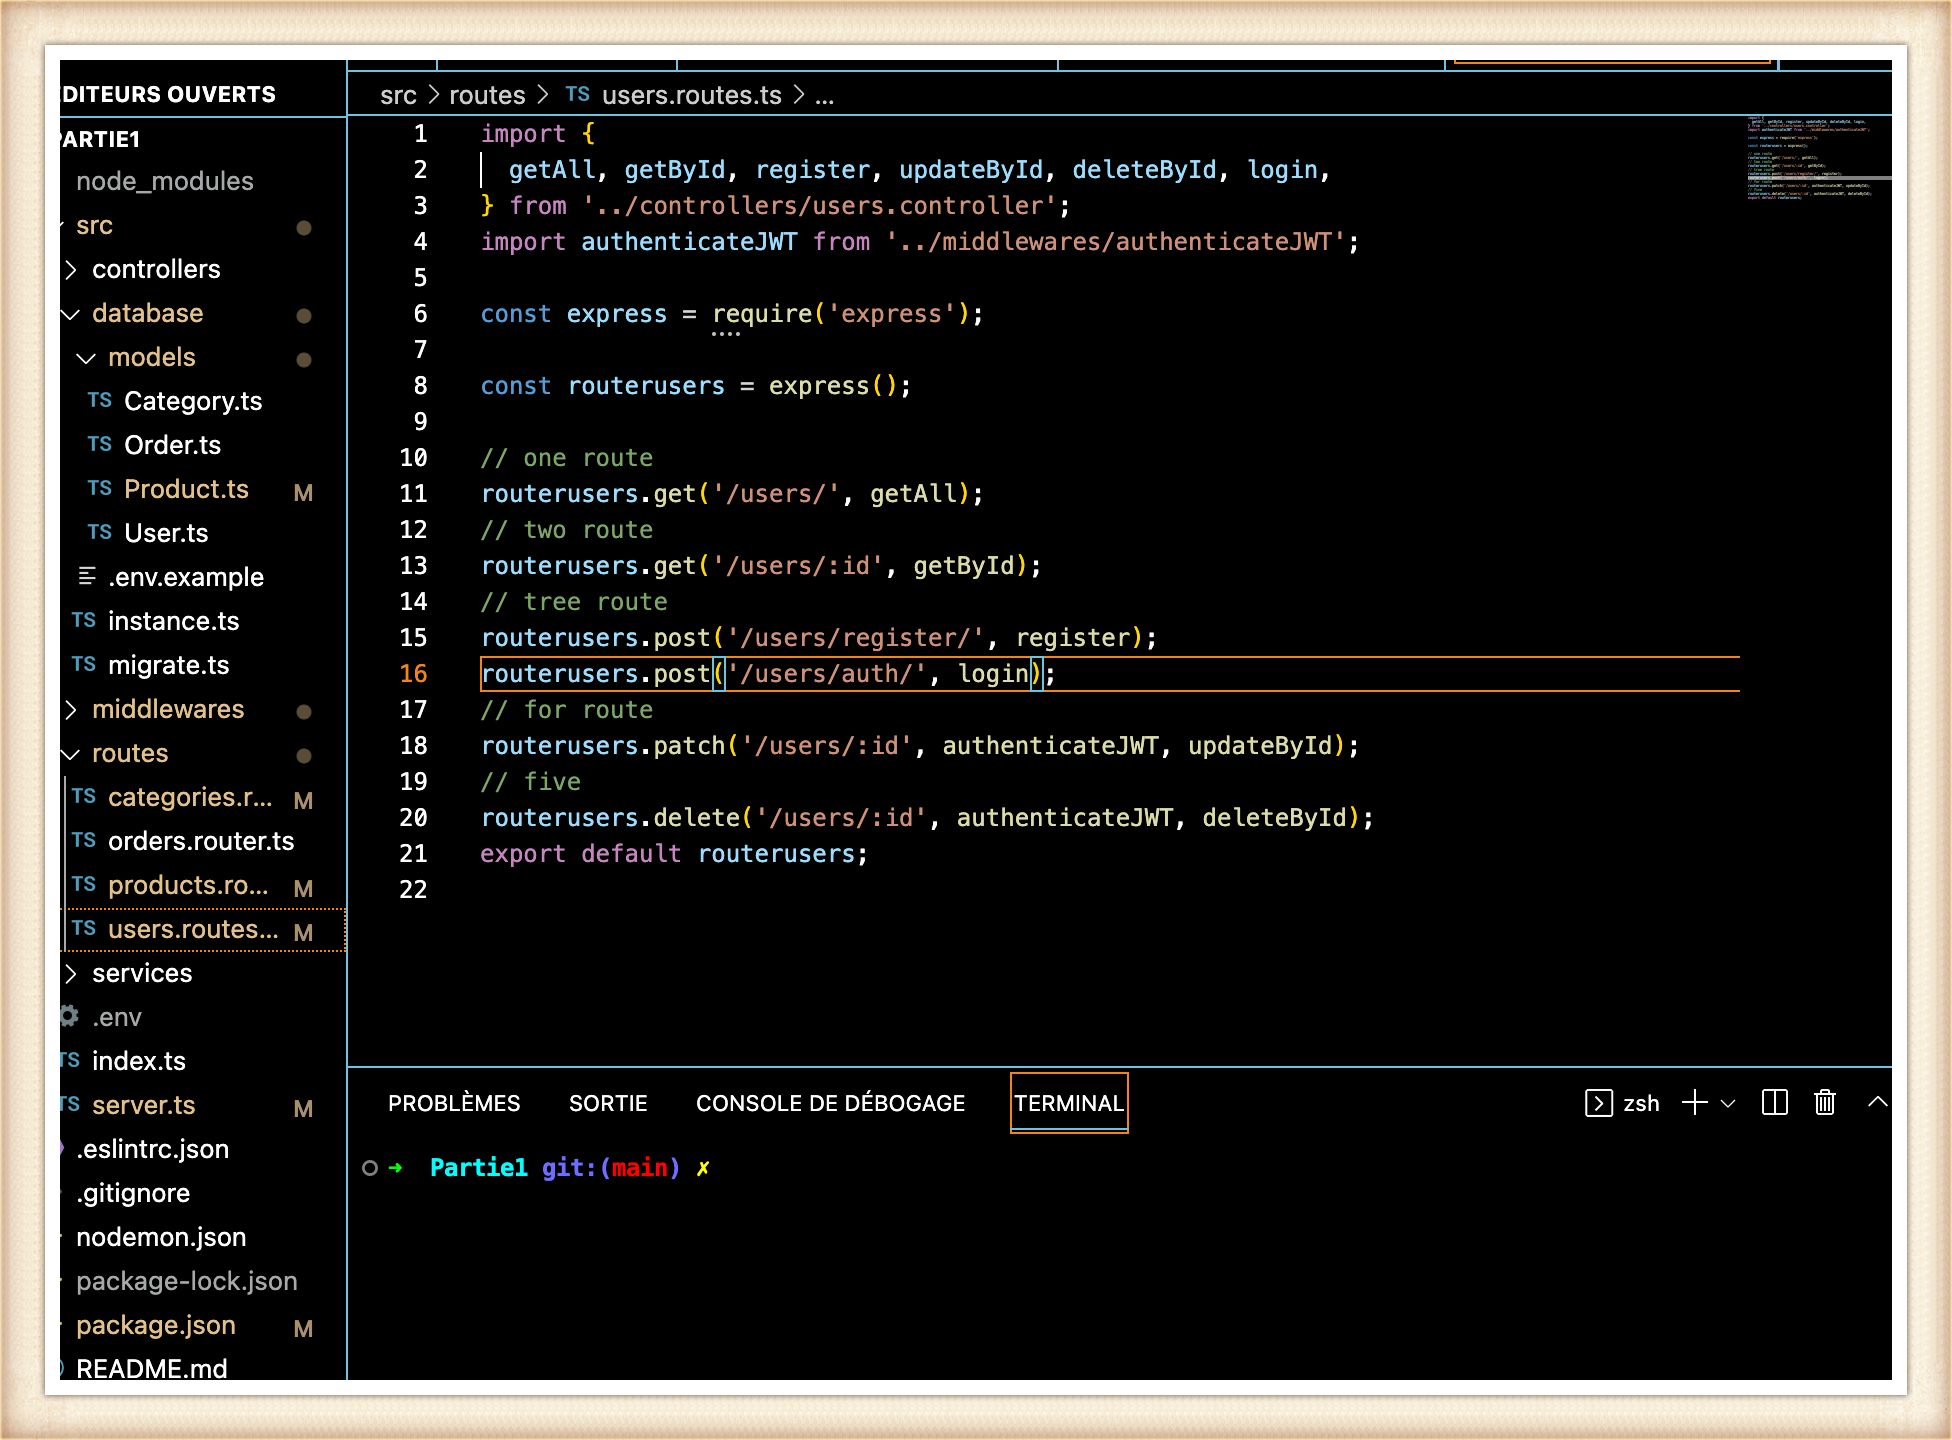 DITEURS OUVERTS
PARTIE1
node_modules
src
controllers
database
models
TS Category.ts
TS Order.ts
TS Product.ts M
TS User.ts
.env.example
TS instance.ts
TS migrate.ts
middlewares
routes
TS categories.r... M
TS orders.router.ts
TS products.ro... M
TS users.routes... M
services
.env
TS index.ts
TS server.ts M
.eslintrc.json
.gitignore
nodemon.json
package-lock.json
package.json M
README.md
src > routes > TS users.routes.ts > ...
1 import {
2 getAll, getById, register, updateById, deleteById, login,
3 } from '../controllers/users.controller';
4 import authenticateJWT from '../middlewares/authenticateJWT';
5
6 const express = require('express');
7
8 const routerusers = express();
9
10 // one route
11 routerusers.get('/users/', getAll);
12 // two route
13 routerusers.get('/users/:id', getById);
14 // tree route
15 routerusers.post('/users/register/', register);
16 routerusers.post('/users/auth/', login);
17 // for route
18 routerusers.patch('/users/:id', authenticateJWT, updateById);
19 // five
20 routerusers.delete('/users/:id', authenticateJWT, deleteById);
21 export default routerusers;
22
PROBLÈMES SORTIE CONSOLE DE DÉBOGAGE TERMINAL zsh
➜ Partie1 git:(main) ✗